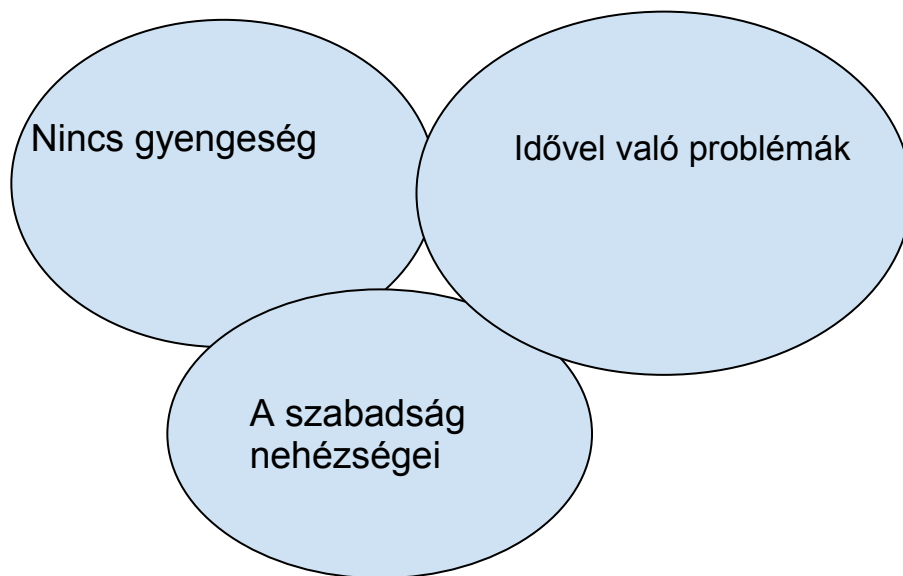 Nincs gyengeség
Idővel való problémák
A szabadság
nehézségei